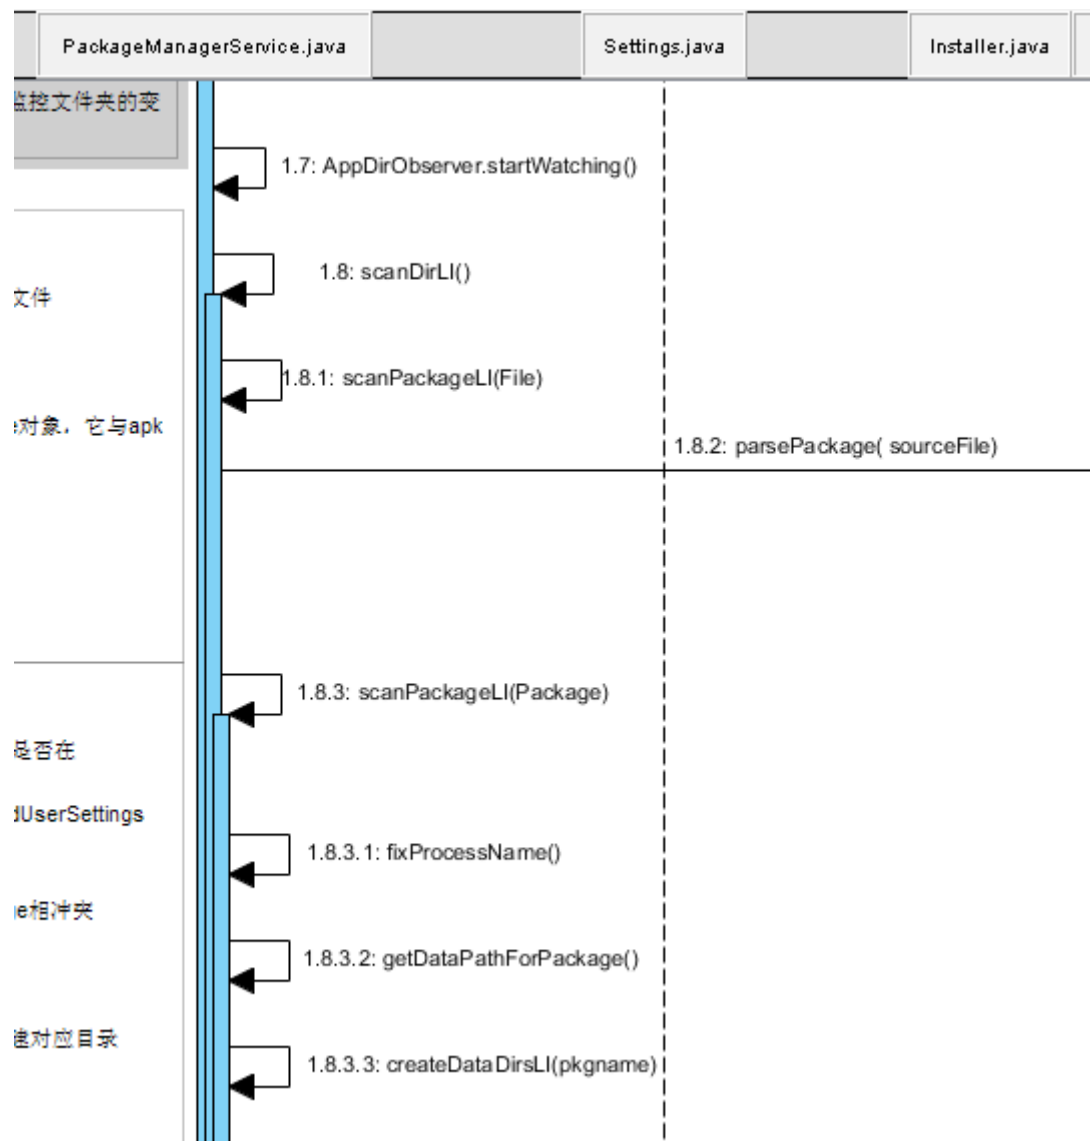 PackageManagerService.java
Settings.java
Installer.java
监控文件夹的变
1.7: AppDirObserver.startWatching()
1.8: scanDirLI()
文件
1.8.1: scanPackageLI(File)
对象，它与apk
1.8.2: parsePackage( sourceFile)
1.8.3: scanPackageLI(Package)
是否在
dUserSettings
1.8.3.1: fixProcessName()
e相冲突
1.8.3.2: getDataPathForPackage()
建对应目录
1.8.3.3: createDataDirsLI(pkgname)